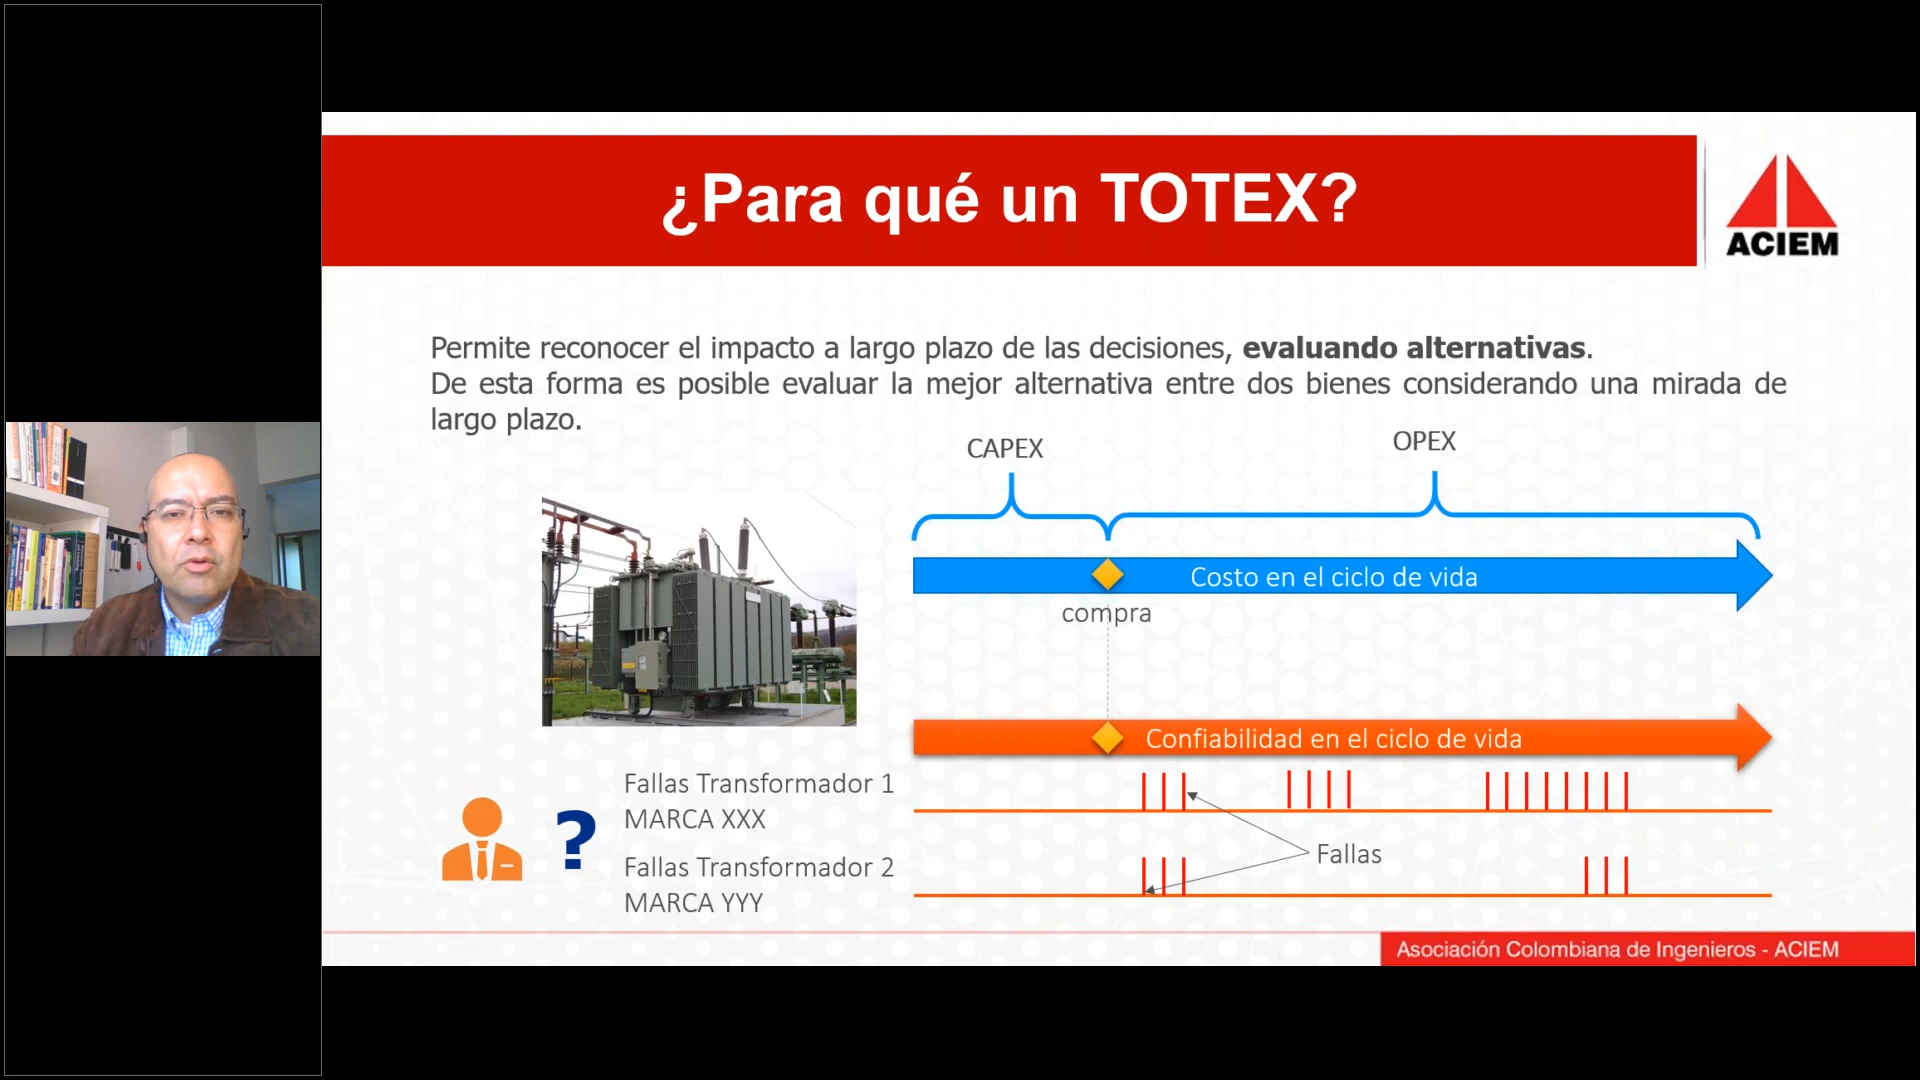 ¿Para qué un TOTEX?
ACIEM
Permite reconocer el impacto a largo plazo de las decisiones, evaluando alternativas.
De esta forma es posible evaluar la mejor alternativa entre dos bienes considerando una mirada de
largo plazo.
CAPEX
OPEX
Costo en el ciclo de vida
compra
Confiabilidad en el ciclo de vida
Fallas Transformador 1
MARCA XXX
?
Fallas
Fallas Transformador 2
MARCA YYY
Asociación Colombiana de Ingenieros - ACIEM